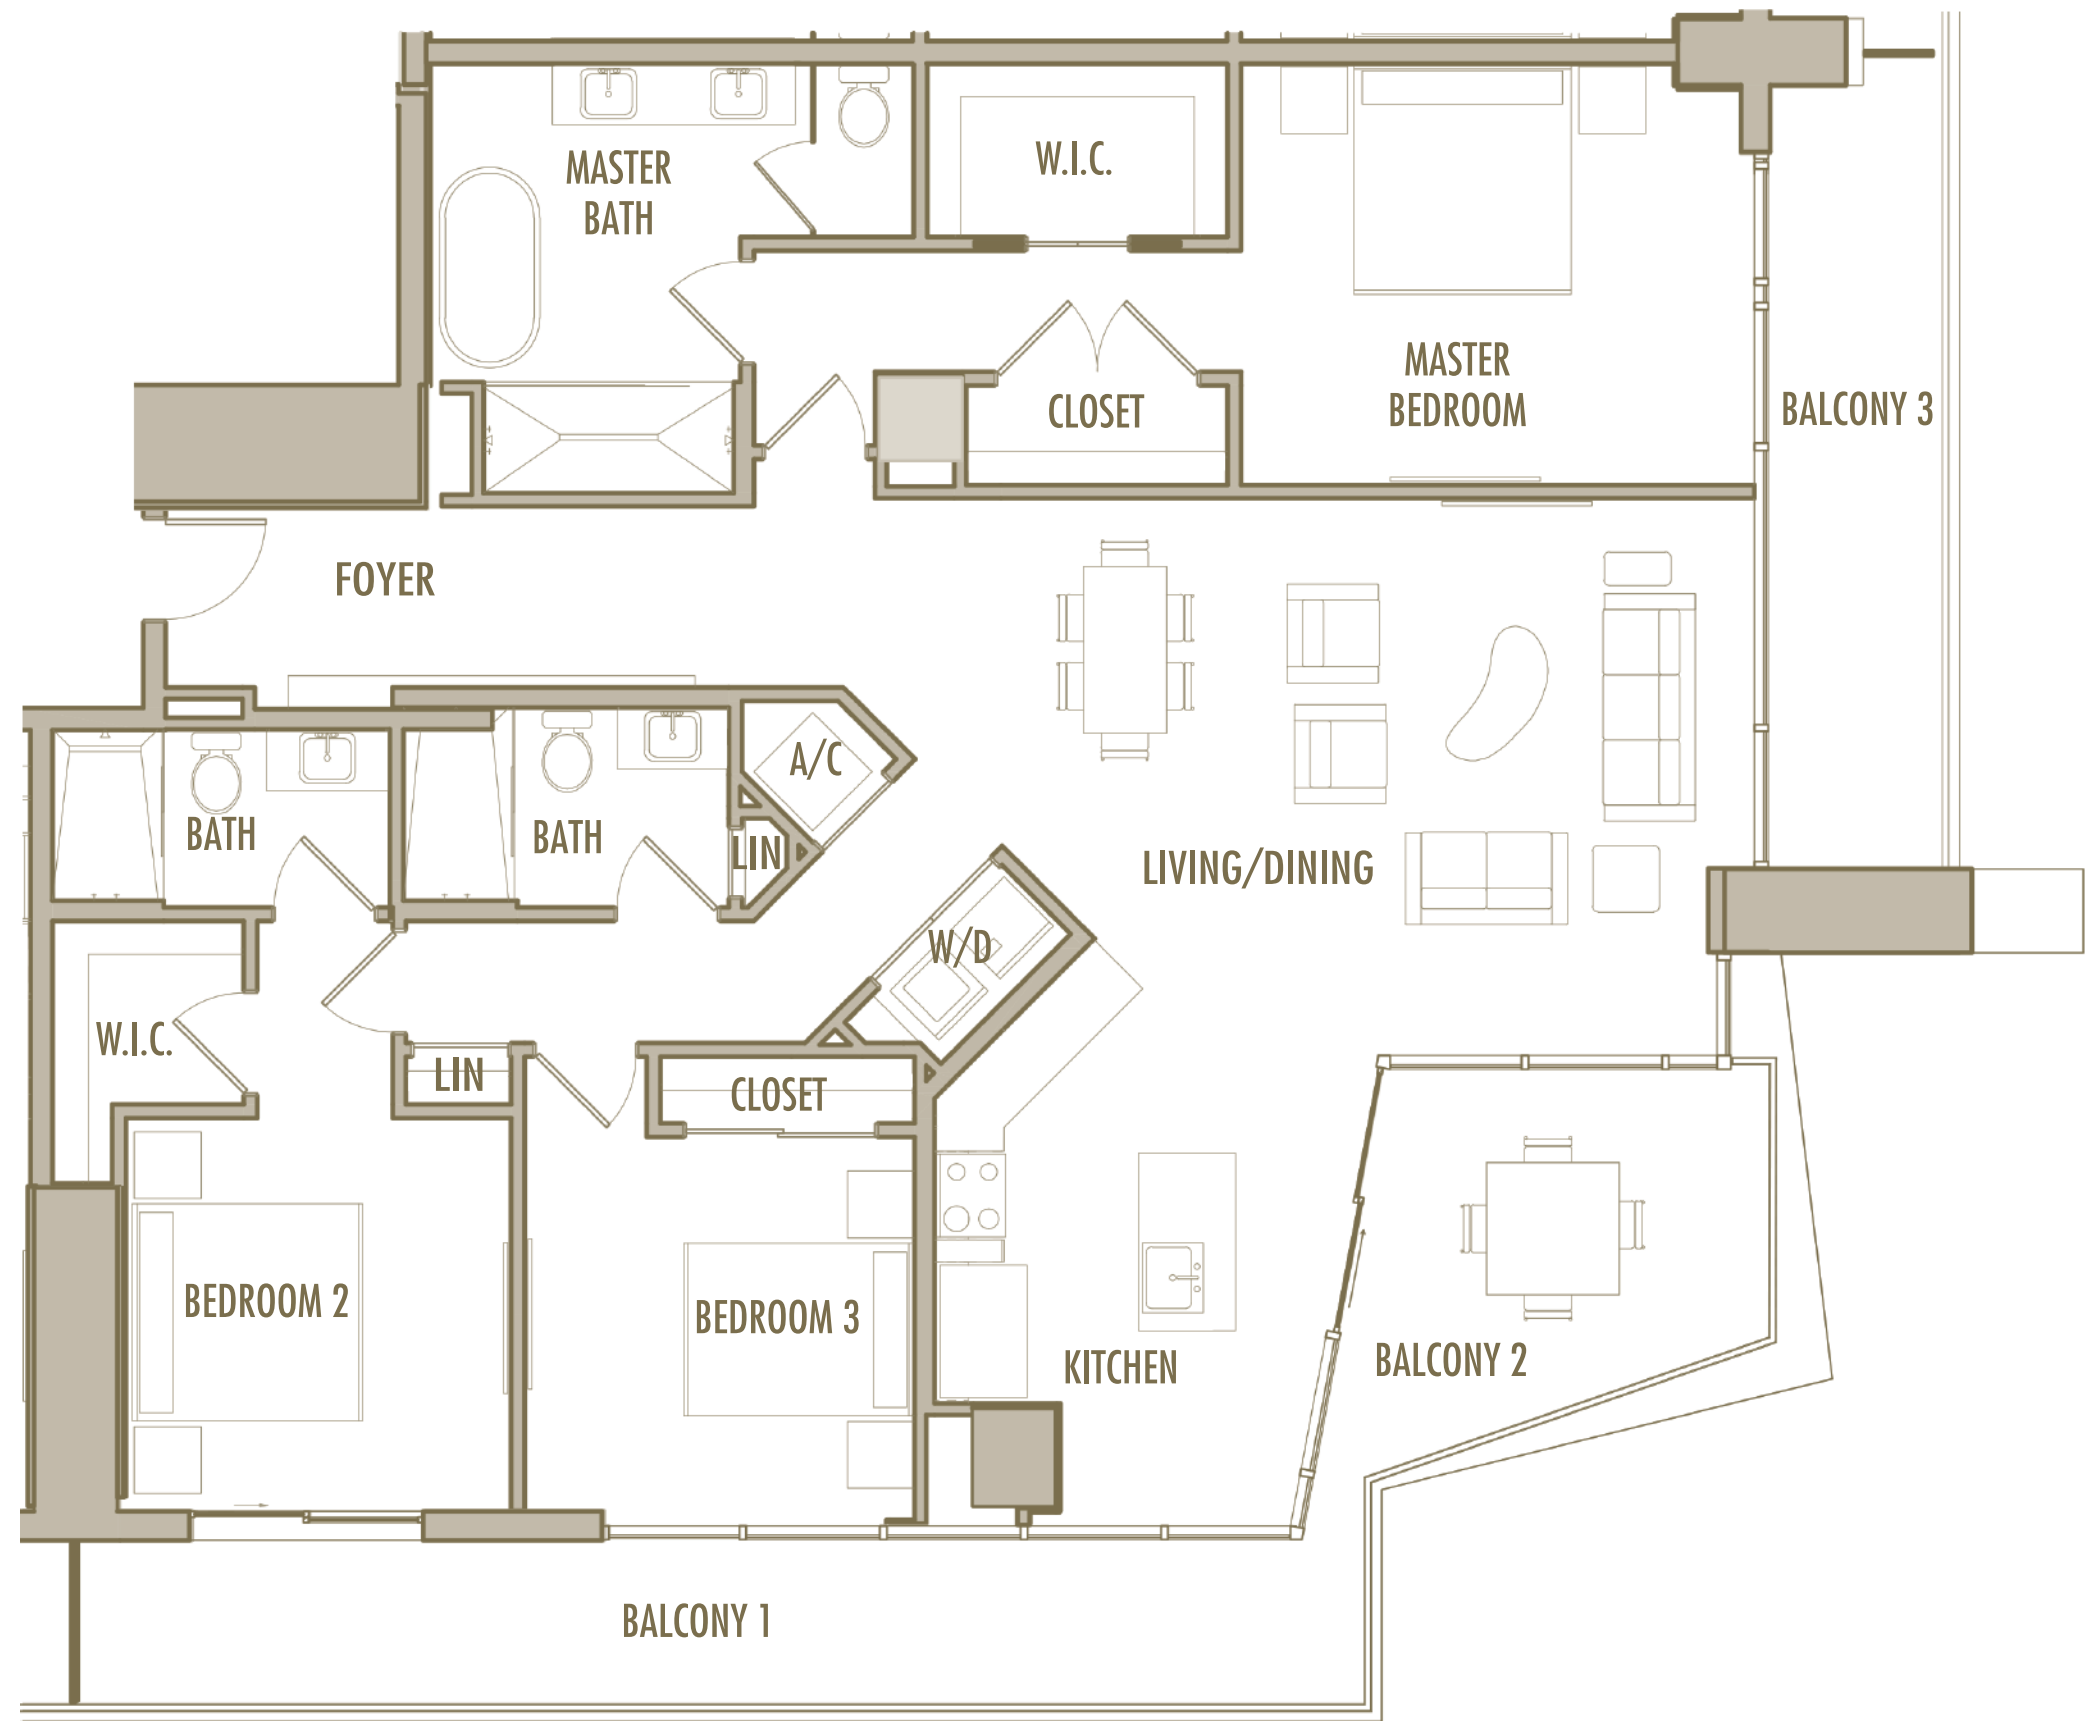 MASTER
BATH
W.I.C.
MASTER
BEDROOM
CLOSET
BALCONY 3
FOYER
A/C
BATH
BATH
LIN
LIVING/DINING
W/D
W.I.C.
LIN
CLOSET
BEDROOM 2
BEDROOM 3
KITCHEN
BALCONY 2
BALCONY 1